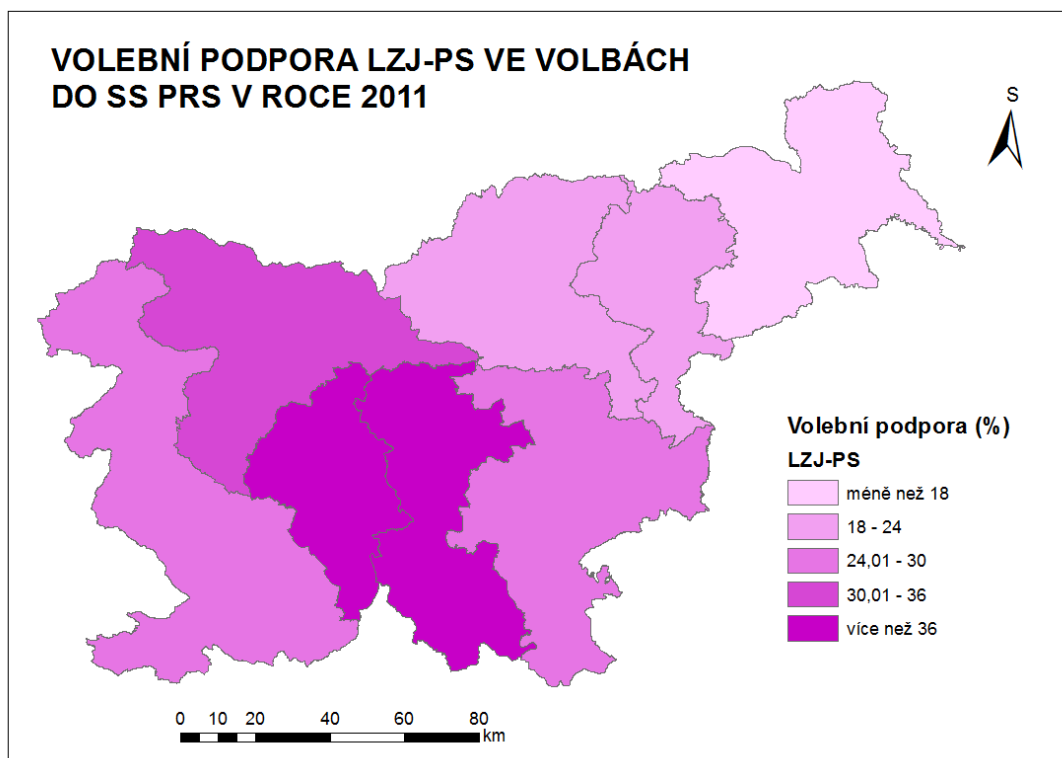 VOLEBNÍ PODPORA LZJ-PS VE VOLBÁCH
DO SS PRS V ROCE 2011
S
Volební podpora (%)
LZJ-PS
méně než 18
18 - 24
24,01 - 30
30,01 - 36
více než 36
0 10 20 40 60 80
km